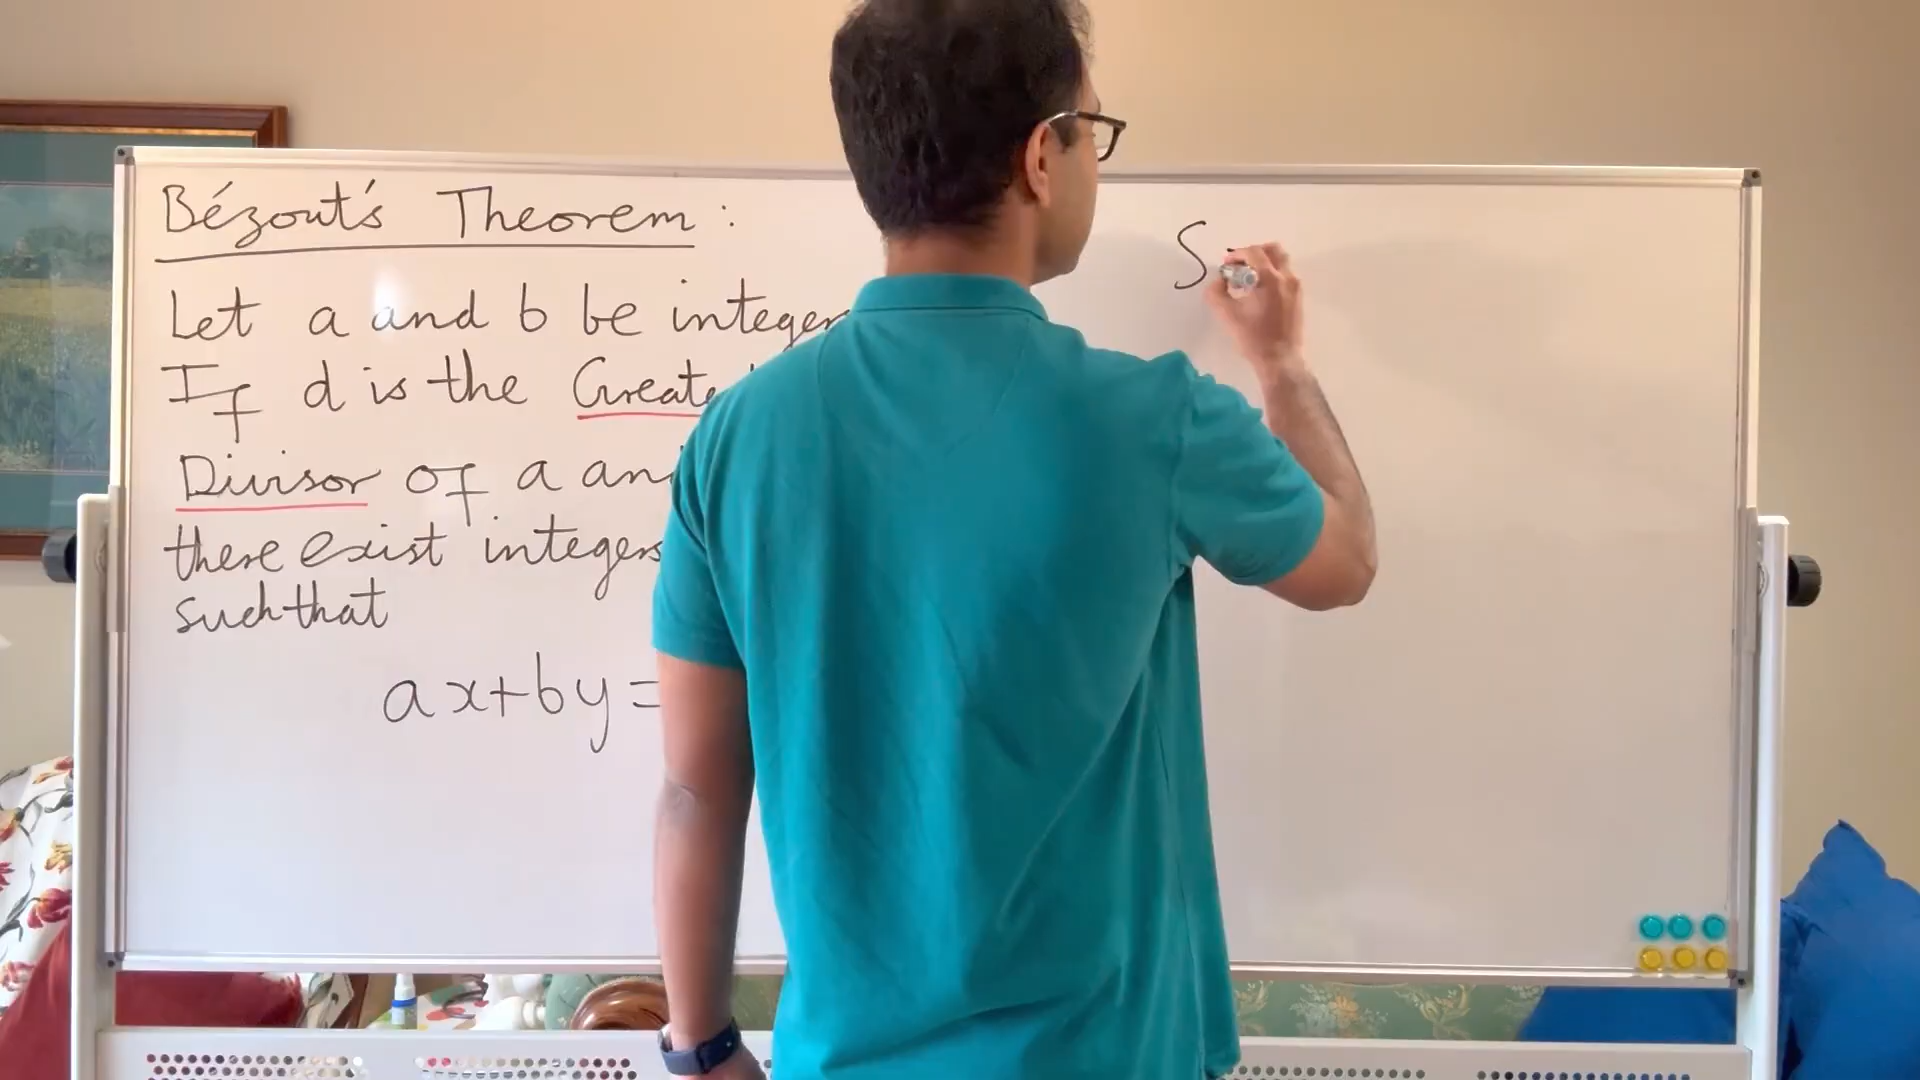 Bézout's Theorem:
Let a and b be integer
If d is the Greate
Divisor of a an
there exist integers
such that
ax+by=
S